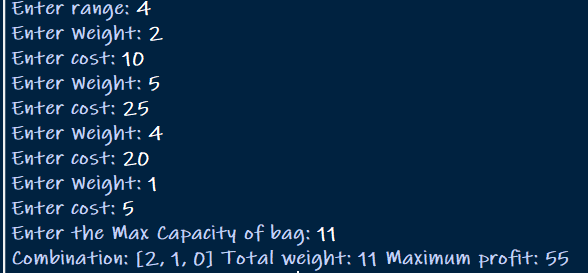 Enter range: 4
Enter Weight: 2
Enter cost: 10
Enter Weight: 5
Enter cost: 25
Enter Weight: 4
Enter cost: 20
Enter Weight: 1
Enter cost: 5
Enter the Max Capacity of bag: 11
Combination: [2, 1, 0] Total weight: 11 Maximum profit: 55